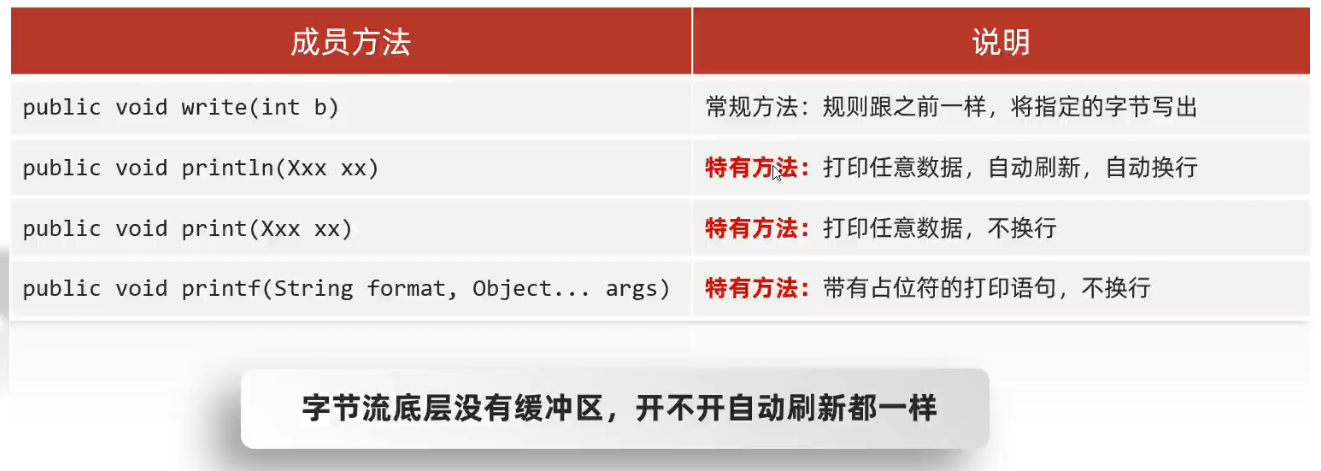 成员方法 说明
public void write(int b) 常规方法：规则跟之前一样，将指定的字节写出
public void println(Xxx xx) 特有方法：打印任意数据，自动刷新，自动换行
public void print(Xxx xx) 特有方法：打印任意数据，不换行
public void printf(String format, Object... args) 特有方法：带有占位符的打印语句，不换行
字节流底层没有缓冲区，开不开自动刷新都一样